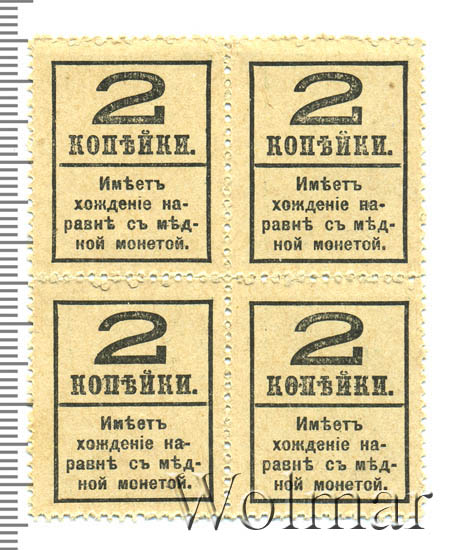 2
КОПѢЙКИ.
Имѣетъ
хожденіе на-
равнѣ съ мѣд-
ной монетой.
2
КОПѢЙКИ.
Имѣетъ
хожденіе на-
равнѣ съ мѣд-
ной монетой.
2
КОПѢЙКИ.
Имѣетъ
хожденіе на-
равнѣ съ мѣд-
ной монетой.
2
КОПѢЙКИ.
Имѣетъ
хожденіе на-
равнѣ съ мѣд-
ной монетой.
Wolmar